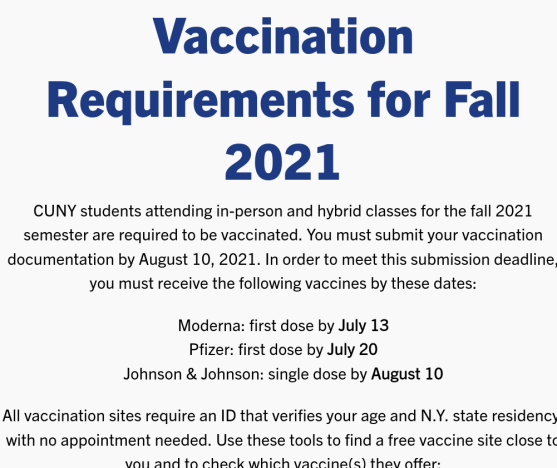 Vaccination
Requirements for Fall
2021
CUNY students attending in-person and hybrid classes for the fall 2021
semester are required to be vaccinated. You must submit your vaccination
documentation by August 10, 2021. In order to meet this submission deadline,
you must receive the following vaccines by these dates:
Moderna: first dose by July 13
Pfizer: first dose by July 20
Johnson & Johnson: single dose by August 10
All vaccination sites require an ID that verifies your age and N.Y. state residency
with no appointment needed. Use these tools to find a free vaccine site close to
you and to check which vaccine(s) they offer: